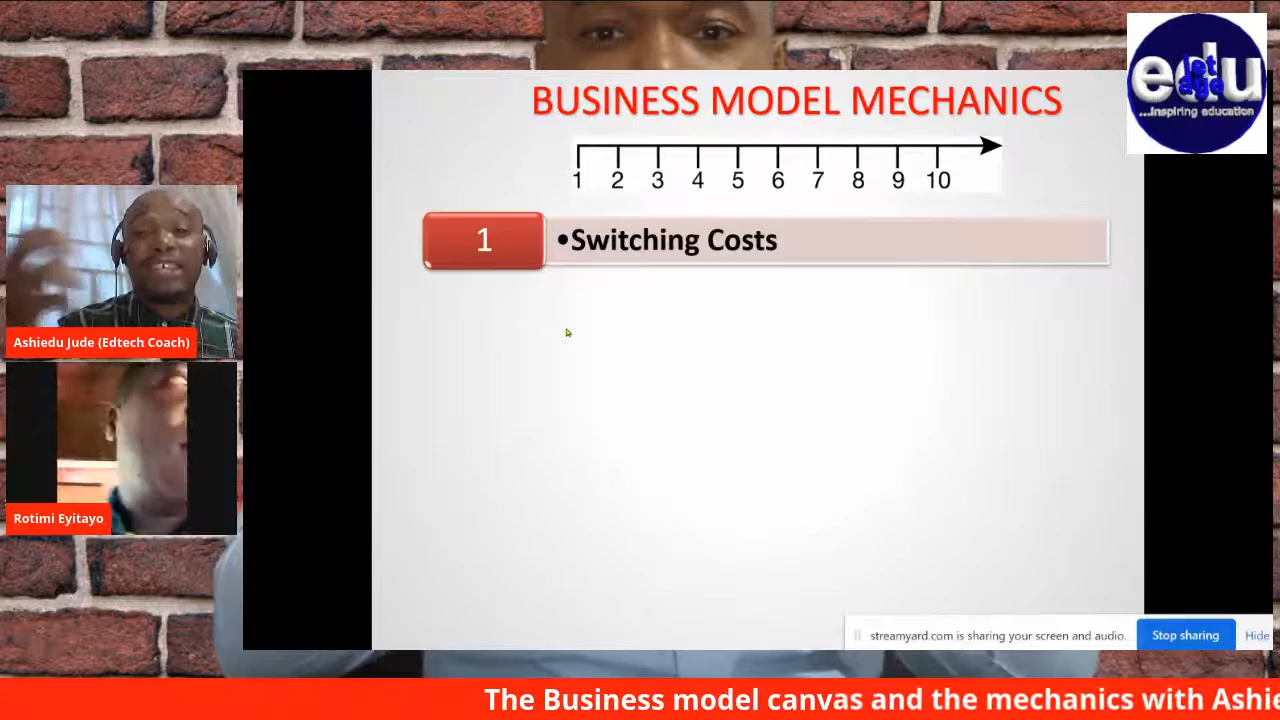 BUSINESS MODEL MECHANICS
1 2 3 4 5 6 7 8 9 10
1 •Switching Costs
edu
jet
age
...inspiring education
Ashiedu Jude (Edtech Coach)
Rotimi Eyitayo
streamyard.com is sharing your screen and audio.
Stop sharing
Hide
The Business model canvas and the mechanics with Ashie